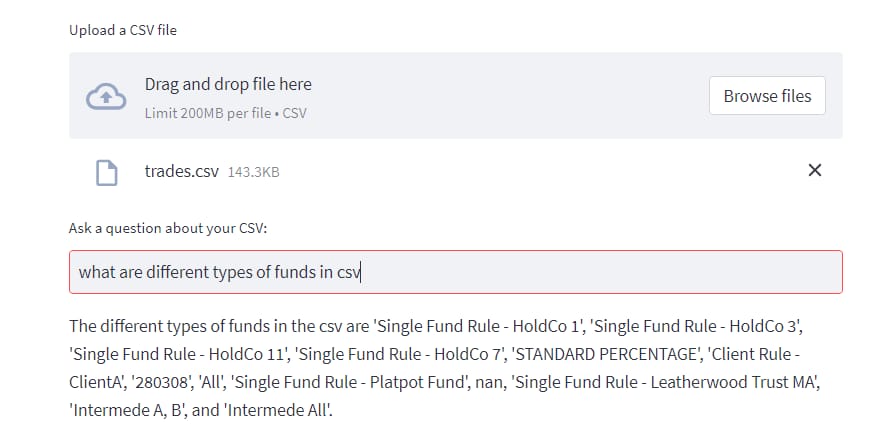 Upload a CSV file
Drag and drop file here
Limit 200MB per file • CSV
Browse files
trades.csv 143.3KB
Ask a question about your CSV:
what are different types of funds in csv
The different types of funds in the csv are 'Single Fund Rule - HoldCo 1', 'Single Fund Rule - HoldCo 3',
'Single Fund Rule - HoldCo 11', 'Single Fund Rule - HoldCo 7', 'STANDARD PERCENTAGE', 'Client Rule -
ClientA', '280308', 'All', 'Single Fund Rule - Platpot Fund', nan, 'Single Fund Rule - Leatherwood Trust MA',
'Intermede A, B', and 'Intermede All'.